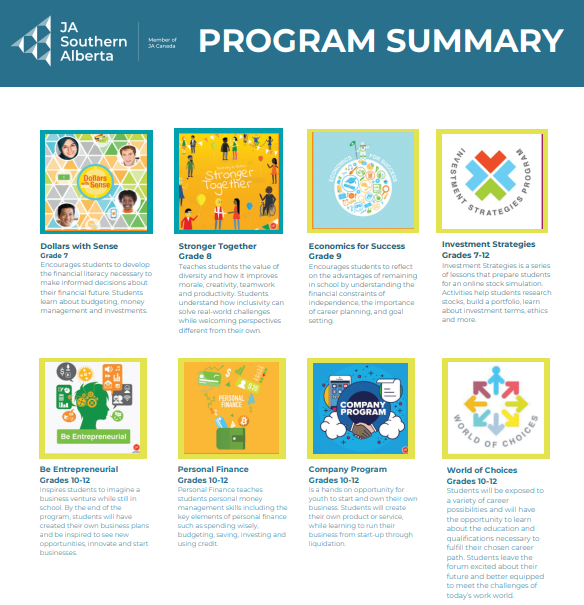 JA
Southern
Alberta
Member of
JA Canada
PROGRAM SUMMARY
Dollars
with
Sense
Stronger
Together
ECONOMICS FOR SUCCESS
INVESTMENT STRATEGIES PROGRAM
Dollars with Sense
Grade 7
Encourages students to develop
the financial literacy necessary to
make informed decisions about
their financial future. Students
learn about budgeting, money
management and investments.
Stronger Together
Grade 8
Teaches students the value of
diversity and how it improves
morale, creativity, teamwork
and productivity. Students
understand how inclusivity can
solve real-world challenges
while welcoming perspectives
different from their own.
Economics for Success
Grade 9
Encourages students to reflect
on the advantages of remaining
in school by understanding the
financial constraints of
independence, the importance
of career planning, and goal
setting.
Investment Strategies
Grades 7-12
Investment Strategies is a series
of lessons that prepare students
for an online stock simulation.
Activities help students research
stocks, build a portfolio, learn
about investment terms, ethics
and more.
Be Entrepreneurial
PERSONAL
FINANCE
COMPANY
PROGRAM
WORLD OF CHOICES
Be Entrepreneurial
Grades 10-12
Inspires students to imagine a
business venture while still in
school. By the end of the
program, students will have
created their own business plans
and be inspired to see new
opportunities, innovate and start
businesses.
Personal Finance
Grades 10-12
Personal Finance teaches
students personal money
management skills including the
key elements of personal finance
such as spending wisely,
budgeting, saving, investing and
using credit.
Company Program
Grades 10-12
Is a hands on opportunity for
youth to start and own their own
business. Students will create
their own product or service,
while learning to run their
business from start-up through
liquidation.
World of Choices
Grades 10-12
Students will be exposed to
a variety of career
possibilities and will have
the opportunity to learn
about the education and
qualifications necessary to
fulfill their chosen career
path. Students leave the
forum excited about their
future and better equipped
to meet the challenges of
today's work world.